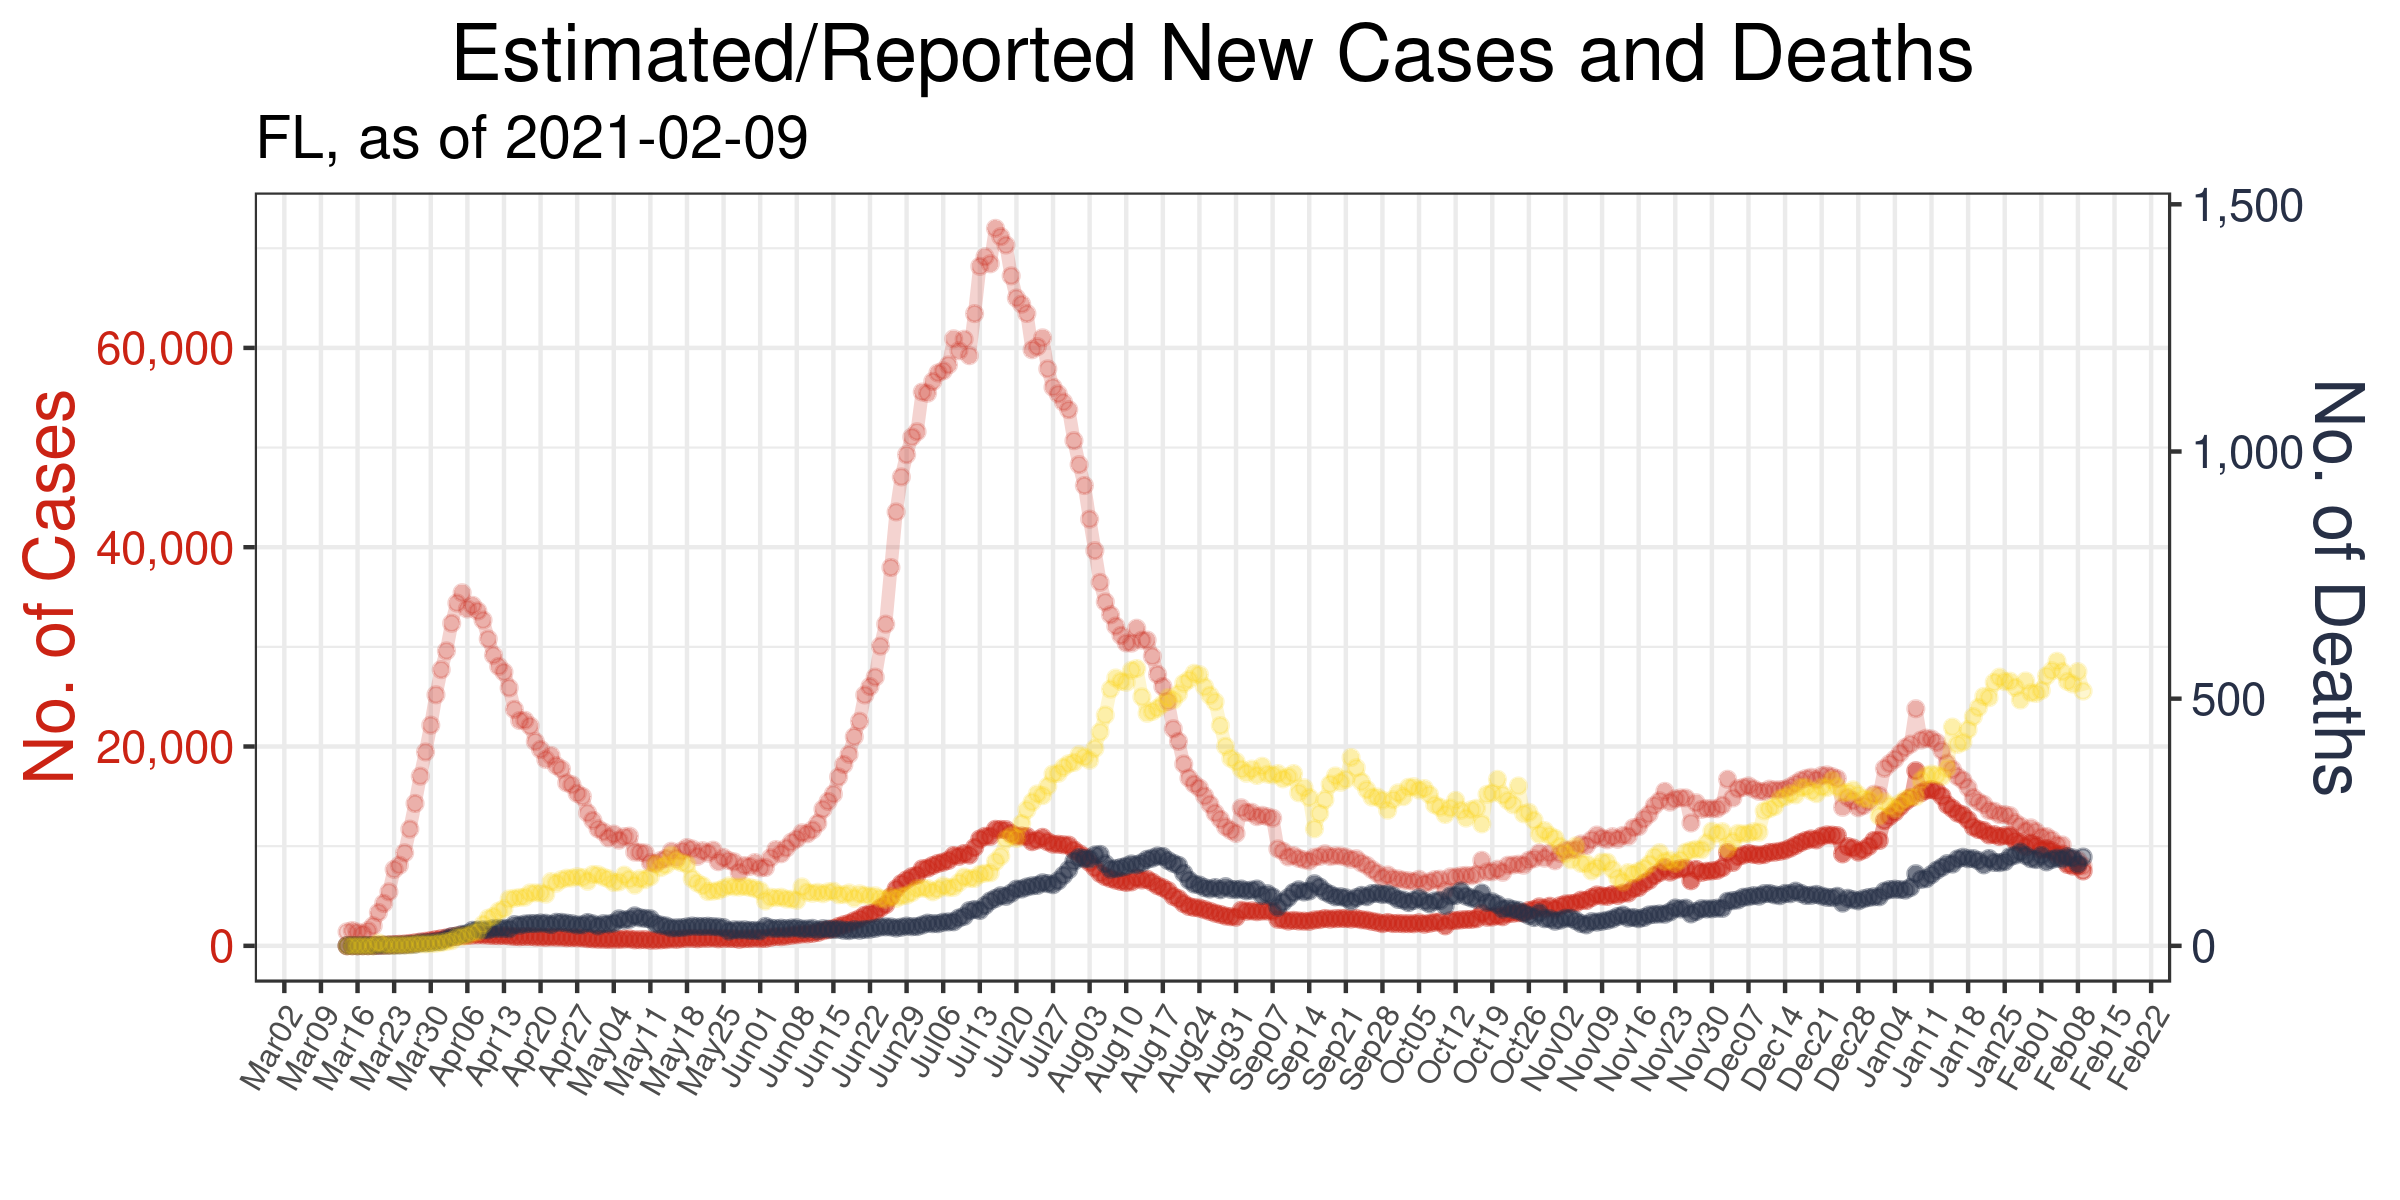 Estimated/Reported New Cases and Deaths
FL, as of 2021-02-09
No. of Cases
60,000
40,000
20,000
0
1,500
1,000
500
0
No. of Deaths
Mar02
Mar09
Mar16
Mar23
Mar30
Apr06
Apr13
Apr20
Apr27
May04
May11
May18
May25
Jun01
Jun08
Jun15
Jun22
Jun29
Jul06
Jul13
Jul20
Jul27
Aug03
Aug10
Aug17
Aug24
Aug31
Sep07
Sep14
Sep21
Sep28
Oct05
Oct12
Oct19
Oct26
Nov02
Nov09
Nov16
Nov23
Nov30
Dec07
Dec14
Dec21
Dec28
Jan04
Jan11
Jan18
Jan25
Feb01
Feb08
Feb15
Feb22